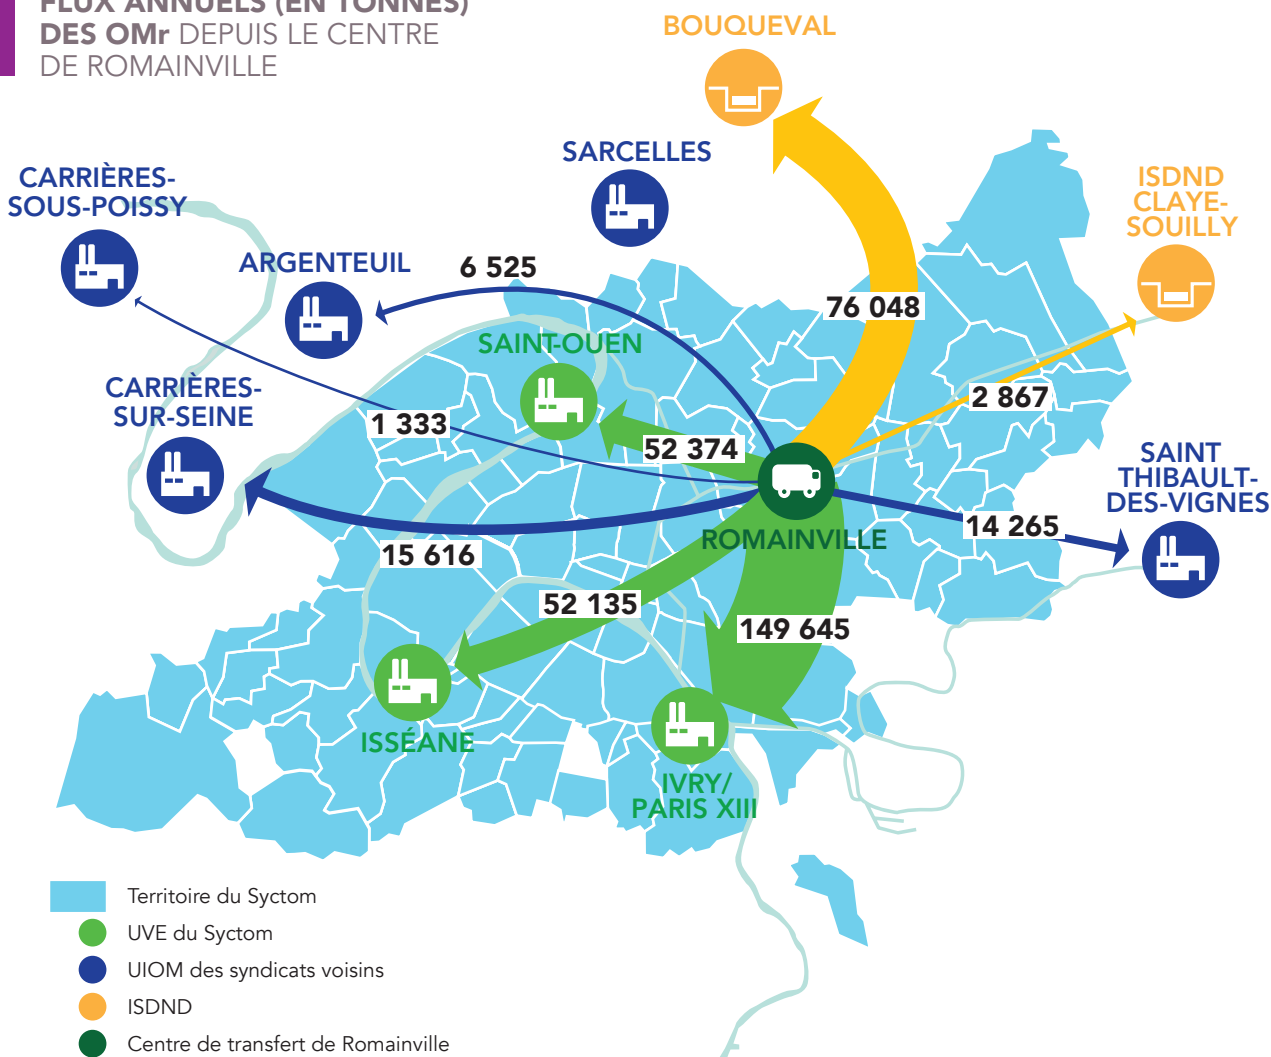 FLUX ANNUELS (EN TONNES)
DES OMr DEPUIS LE CENTRE
DE ROMAINVILLE
BOUQUEVAL
SARCELLES
CARRIÈRES-
SOUS-POISSY
ISDND
CLAYE-
SOUILLY
ARGENTEUIL
6 525
76 048
SAINT-OUEN
CARRIÈRES-
SUR-SEINE
1 333
2 867
52 374
SAINT
THIBAULT-
DES-VIGNES
ROMAINVILLE
14 265
15 616
52 135
149 645
ISSÉANE
IVRY/
PARIS XIII
Territoire du Syctom
UVE du Syctom
UIOM des syndicats voisins
ISDND
Centre de transfert de Romainville